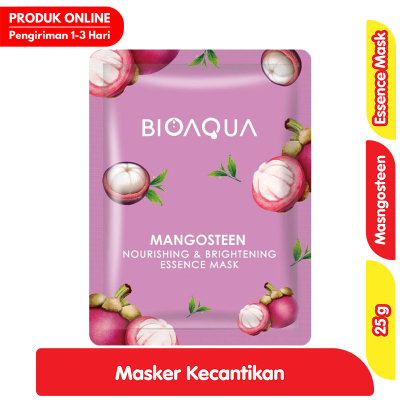 PRODUK ONLINE
Pengiriman 1-3 Hari
BIOAQUA
MANGOSTEEN
NOURISHING & BRIGHTENING
ESSENCE MASK
Essence Mask
Masngosteen
25 g
Masker Kecantikan